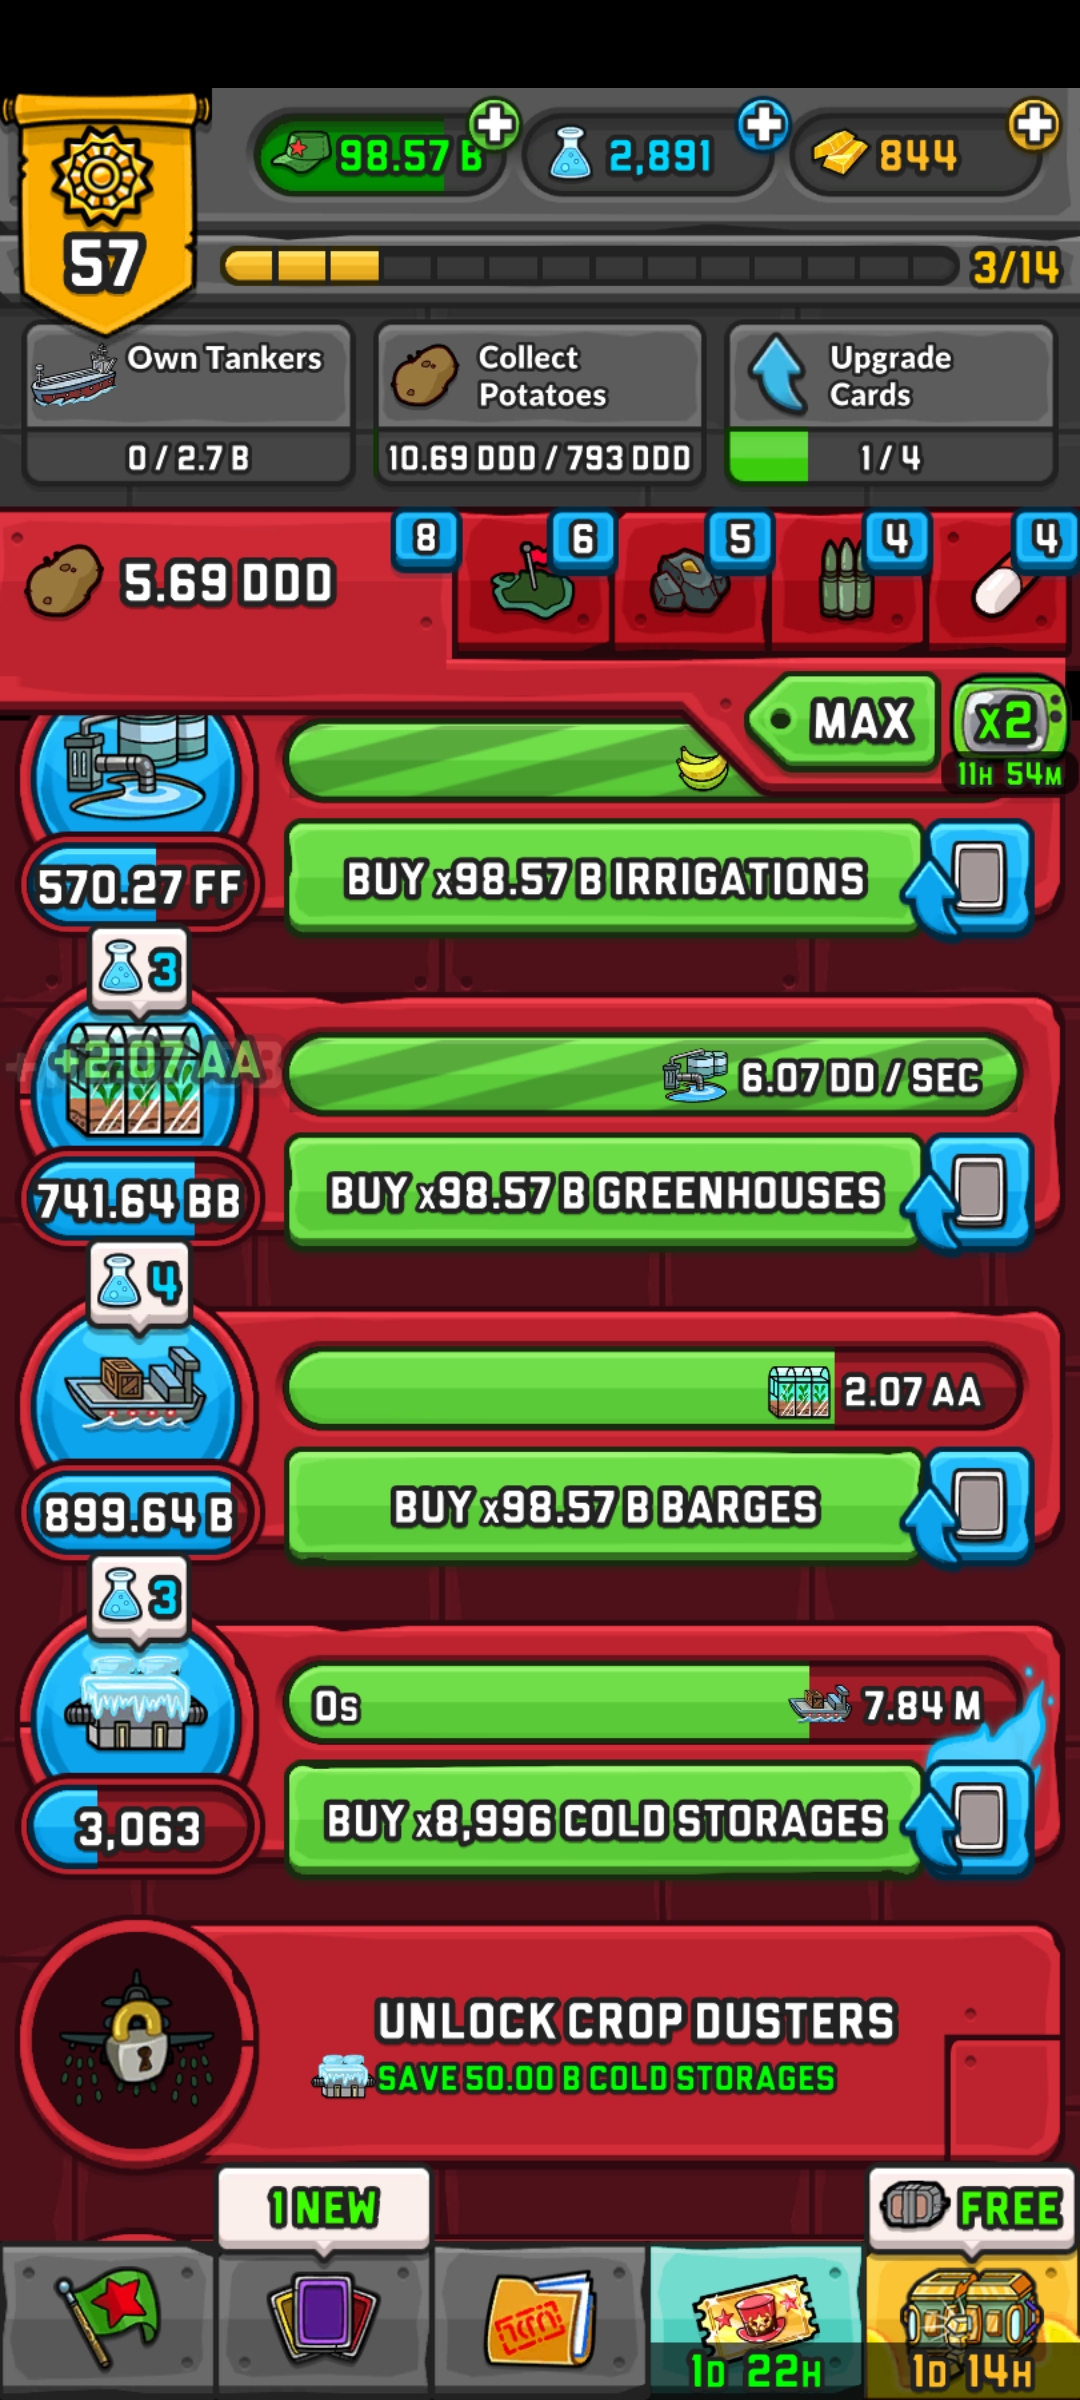 98.57 B
2,891
844
57
3/14
Own Tankers
0 / 2.7 B
Collect
Potatoes
10.69 DDD / 793 DDD
Upgrade
Cards
1 / 4
5.69 DDD
8
6
5
4
4
MAX
x2
11H 54M
570.27 FF
BUY x98.57 B IRRIGATIONS
3
+2.07 AA
6.07 DD / SEC
741.64 BB
BUY x98.57 B GREENHOUSES
4
2.07 AA
899.64 B
BUY x98.57 B BARGES
3
0s
7.84 M
3,063
BUY x8,996 COLD STORAGES
UNLOCK CROP DUSTERS
SAVE 50.00 B COLD STORAGES
1 NEW
FREE
1D 22H
1D 14H